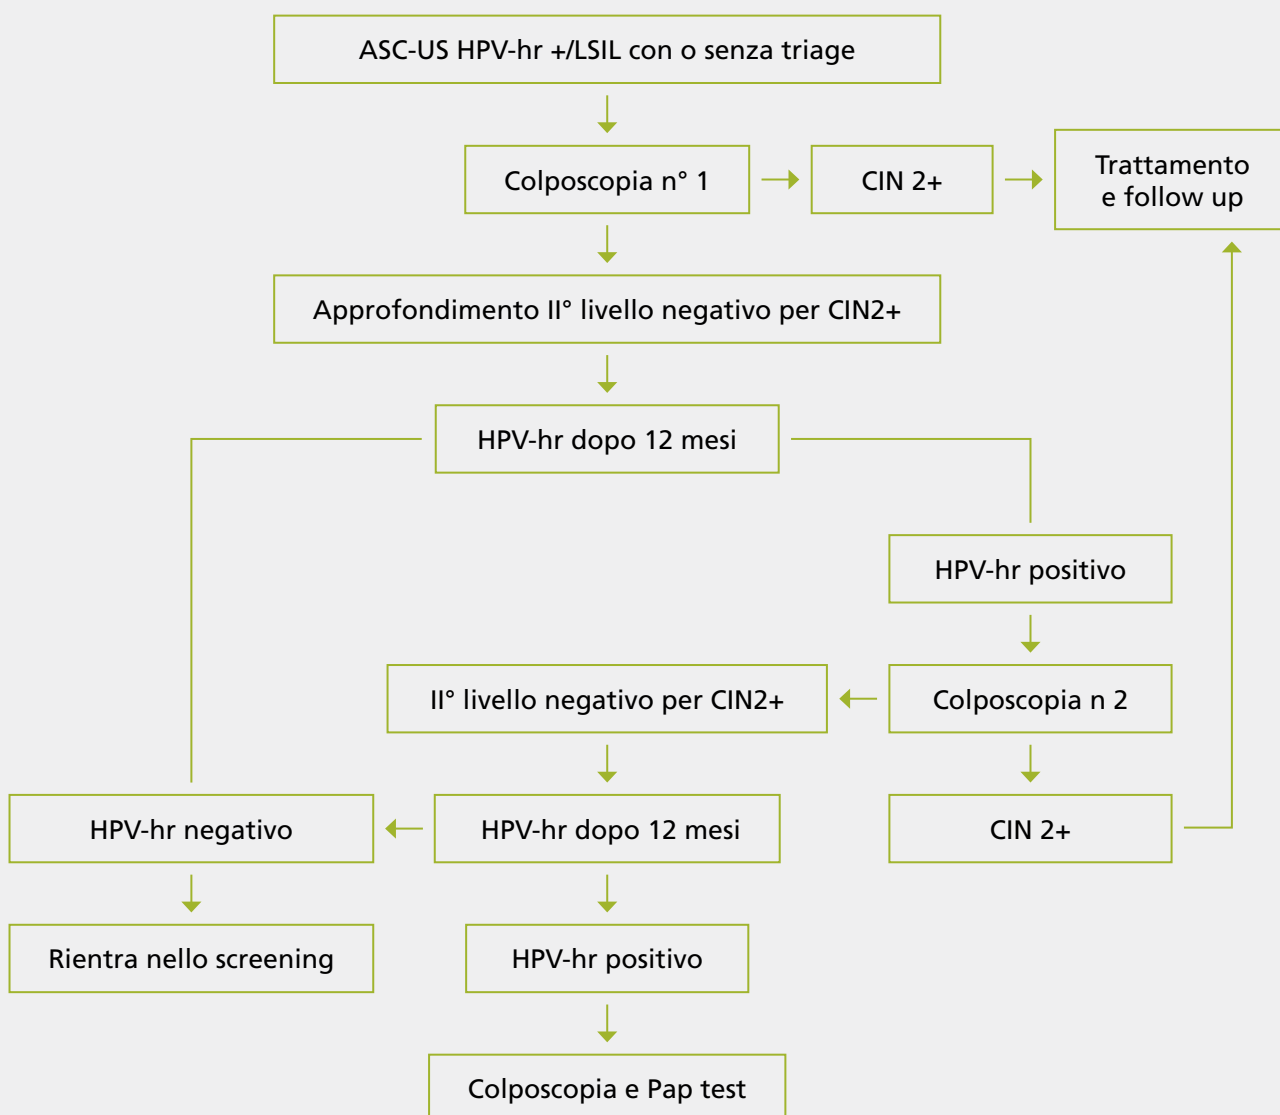 ASC-US HPV-hr +/LSIL con o senza triage
Colposcopia n° 1
CIN 2+
Trattamento
e follow up
Approfondimento II° livello negativo per CIN2+
HPV-hr dopo 12 mesi
HPV-hr positivo
II° livello negativo per CIN2+
Colposcopia n 2
HPV-hr negativo
HPV-hr dopo 12 mesi
CIN 2+
Rientra nello screening
HPV-hr positivo
Colposcopia e Pap test